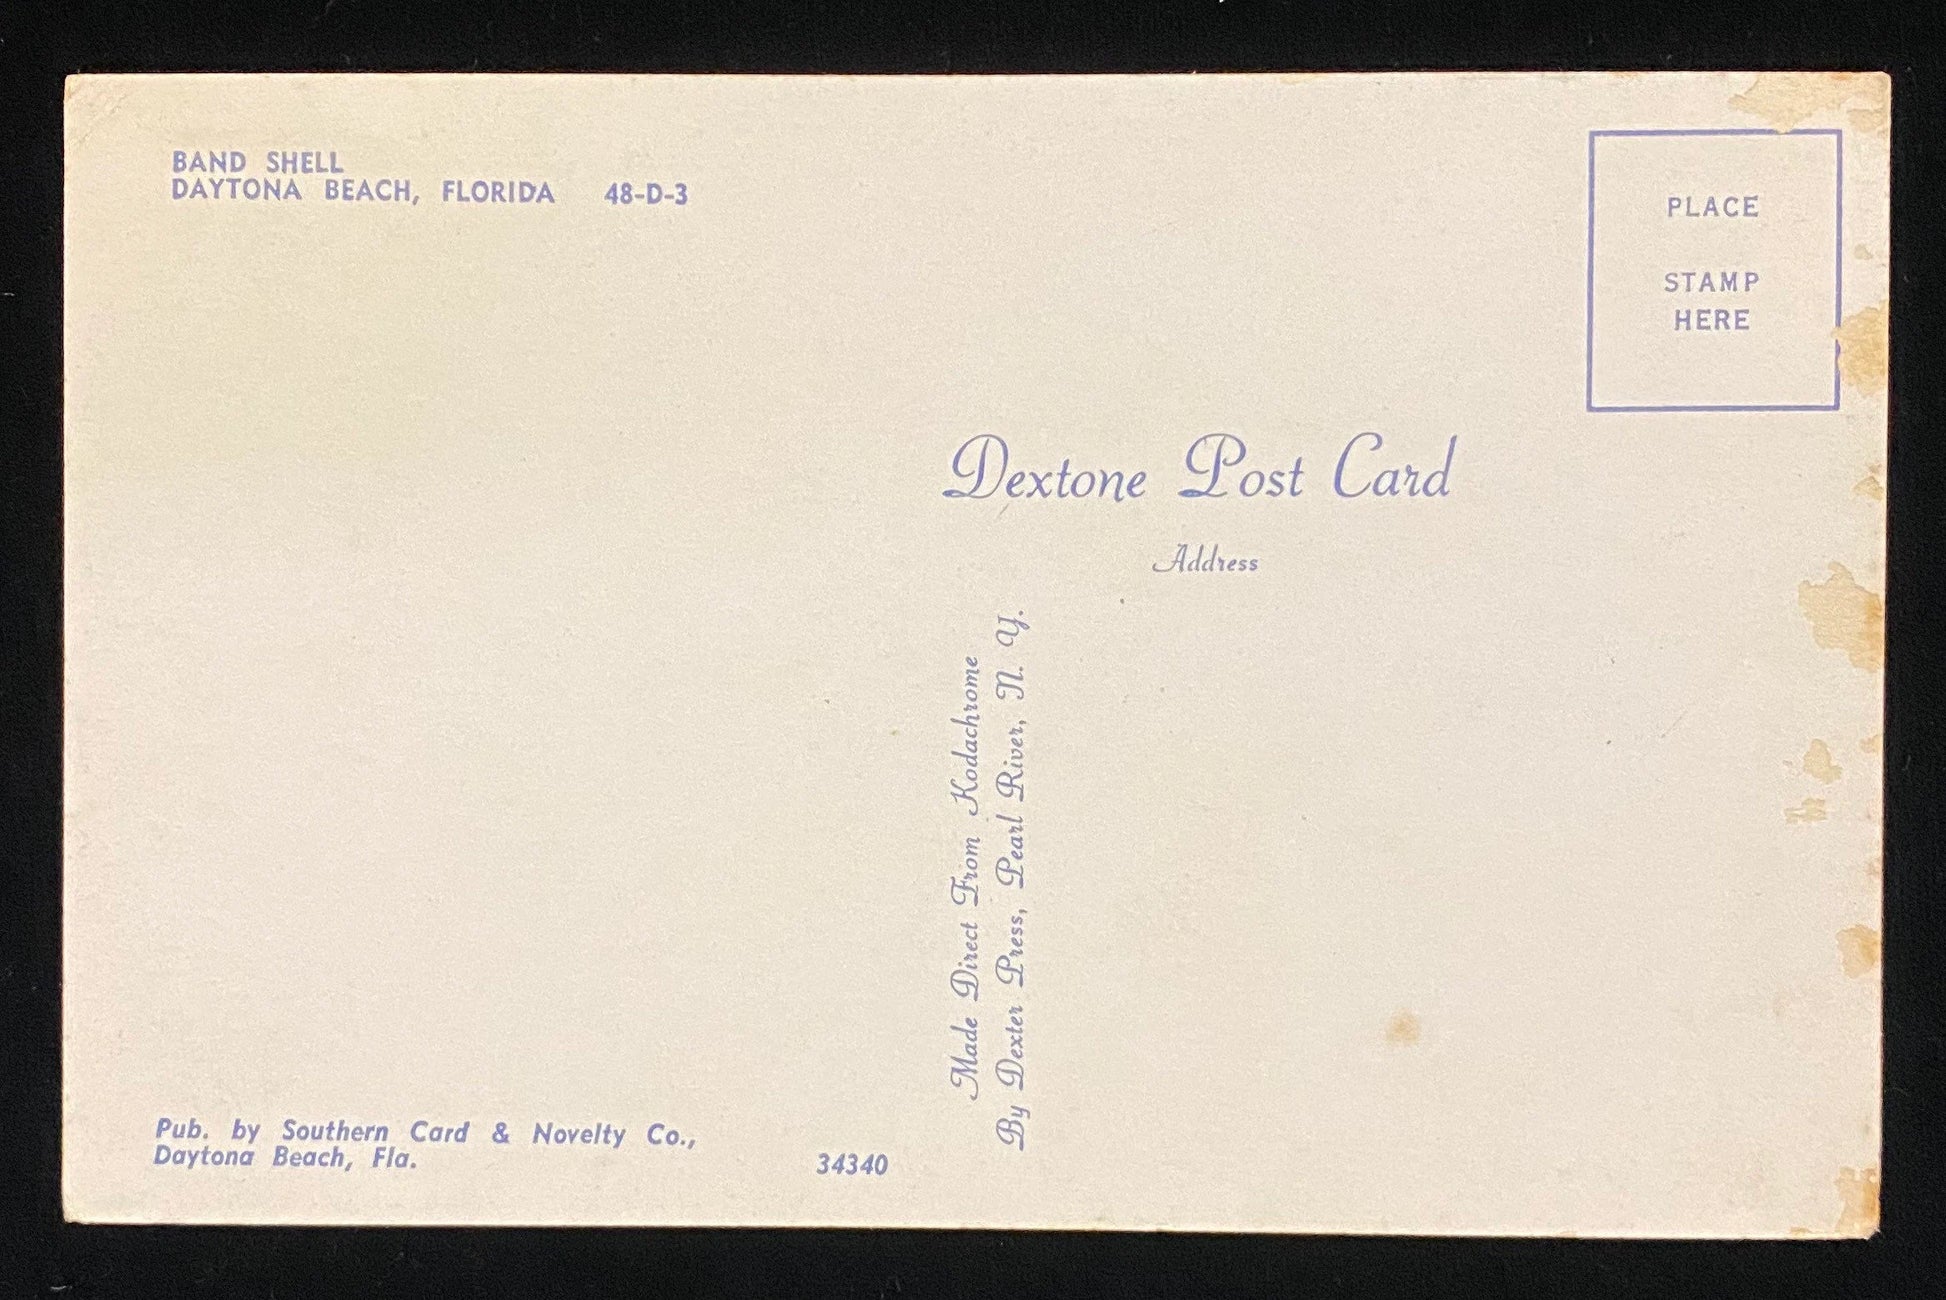 BAND SHELL
DAYTONA BEACH, FLORIDA 48-D-3
PLACE
STAMP
HERE
Dextone Post Card
Address
Made Direct From Kodachrome
By Dexter Press, Pearl River, N. Y.
Pub. by Southern Card & Novelty Co.,
Daytona Beach, Fla.
34340